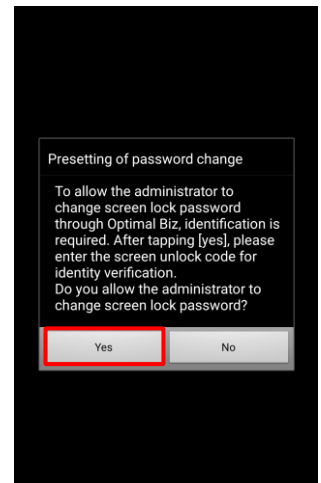 Presetting of password change
To allow the administrator to
change screen lock password
through Optimal Biz, identification is
required. After tapping [yes], please
enter the screen unlock code for
identity verification.
Do you allow the administrator to
change screen lock password?
Yes
No